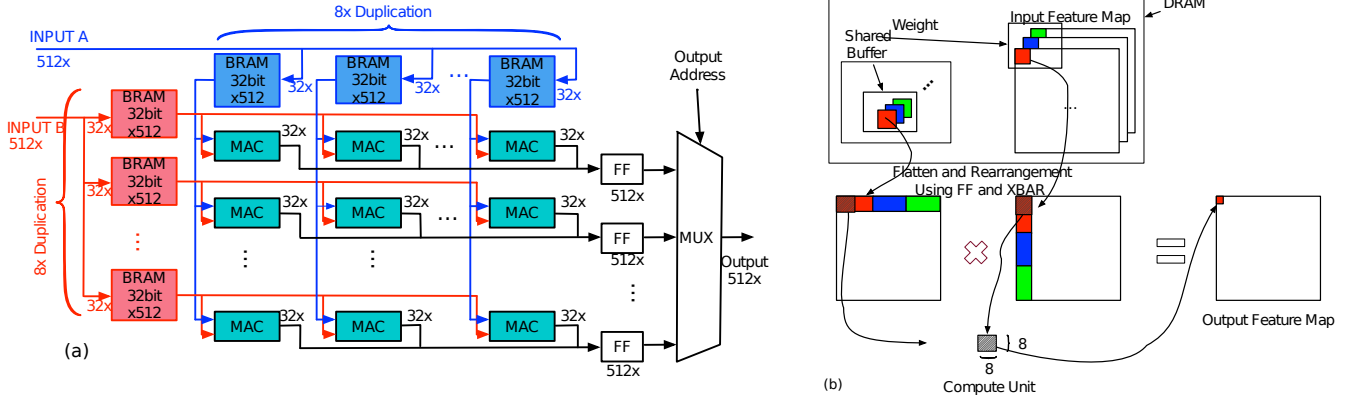 8x Duplication
INPUT A
512x
BRAM
32bit
x512
32x
BRAM
32bit
x512
32x
...
BRAM
32bit
x512
32x
Output
Address
8x Duplication
INPUT B
512x
32x
BRAM
32bit
x512
MAC
32x
MAC
32x
...
MAC
32x
FF
512x
32x
BRAM
32bit
x512
MAC
32x
MAC
32x
...
MAC
32x
FF
512x
MUX
Output
512x
...
...
...
...
32x
BRAM
32bit
x512
MAC
32x
MAC
32x
MAC
32x
FF
512x
(a)
DRAM
Input Feature Map
Weight
Shared
Buffer
...
...
Flatten and Rearrangement
Using FF and XBAR
Output Feature Map
8
8
Compute Unit
(b)